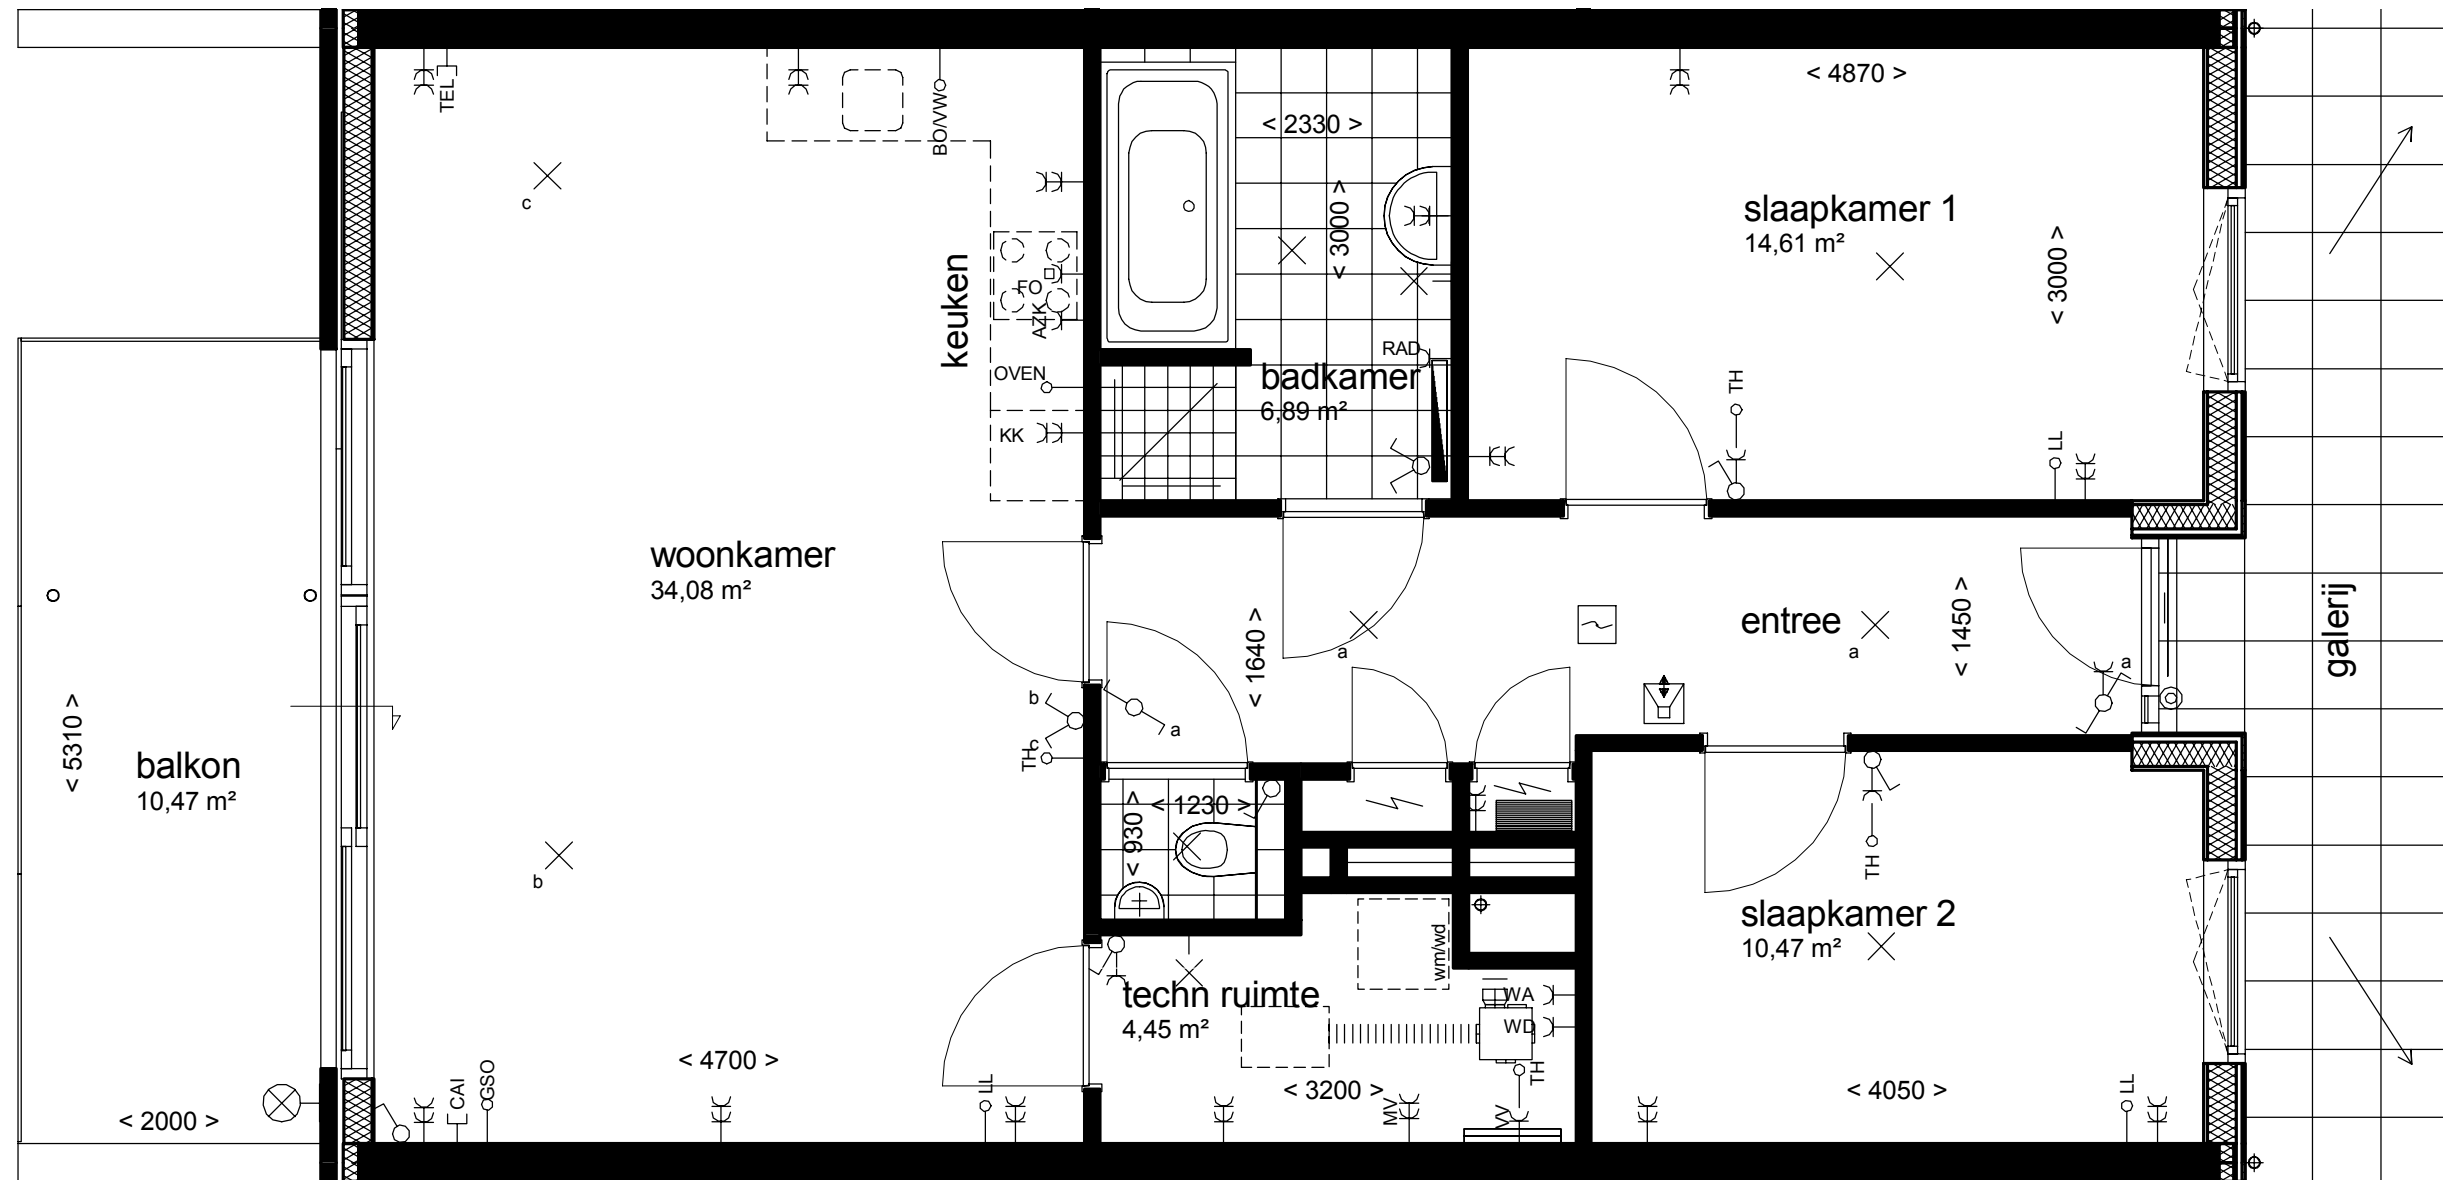 TEL
BO/VW
< 4870 >
< 2330 >
c
< 3000 >
slaapkamer 1
14,61 m²
< 3000 >
keuken
FO
AZK
RAD
OVEN
badkamer
6,89 m²
TH
KK
LL
woonkamer
34,08 m²
< 1640 >
a
entree
a
< 1450 >
a
galerij
b
c
a
TH
< 5310 >
balkon
10,47 m²
< 930 >
< 1230 >
b
TH
slaapkamer 2
10,47 m²
wm/wd
techn ruimte
4,45 m²
WA
WD
< 4700 >
CAI
GSO
LL
< 3200 >
MV
VV
TH
< 4050 >
LL
< 2000 >